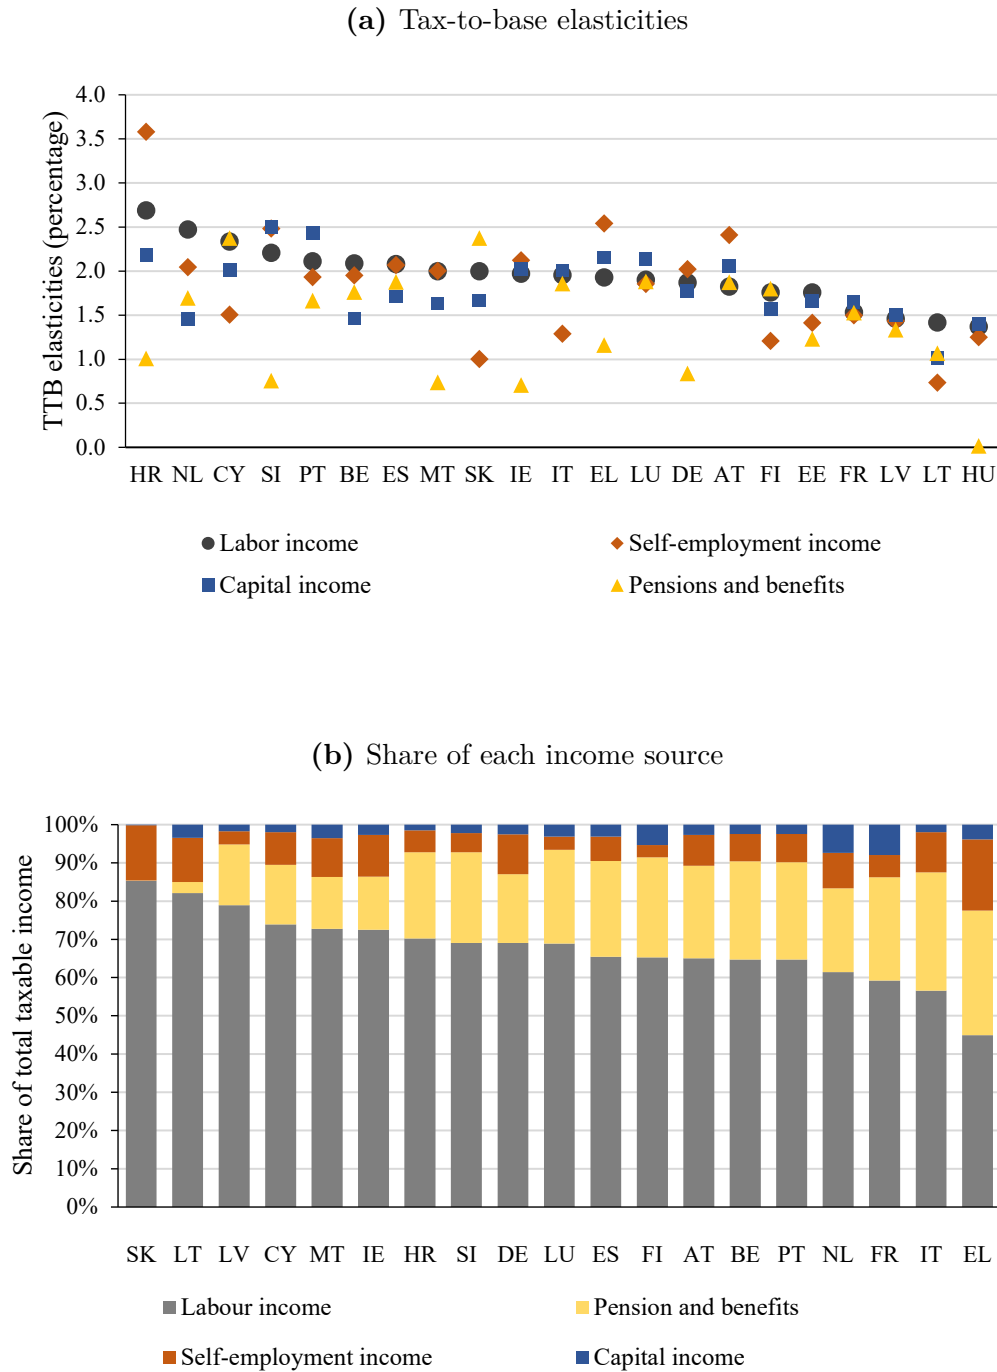 (a) Tax-to-base elasticities
TTB elasticities (percentage)
4.0
3.5
3.0
2.5
2.0
1.5
1.0
0.5
0.0
HR NL CY SI PT BE ES MT SK IE IT EL LU DE AT FI EE FR LV LT HU
Labor income Self-employment income
Capital income Pensions and benefits
(b) Share of each income source
Share of total taxable income
100%
90%
80%
70%
60%
50%
40%
30%
20%
10%
0%
SK LT LV CY MT IE HR SI DE LU ES FI AT BE PT NL FR IT EL
Labour income Pension and benefits
Self-employment income Capital income